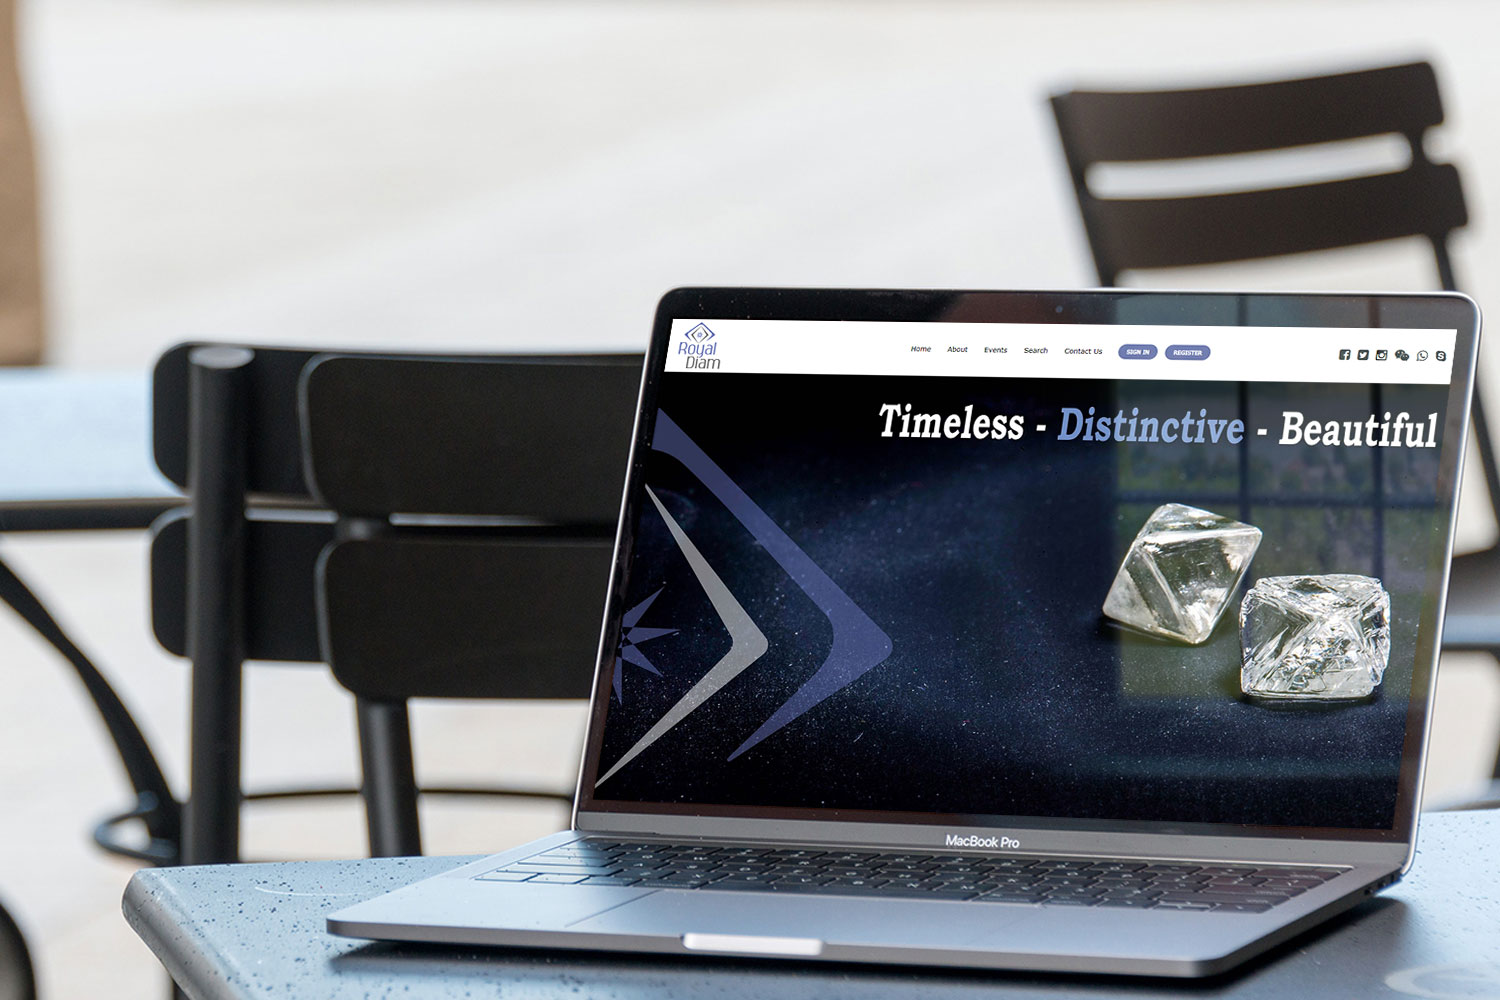 Royal
Diam
Home About Events Search Contact Us SIGN IN REGISTER
Timeless - Distinctive - Beautiful
MacBook Pro